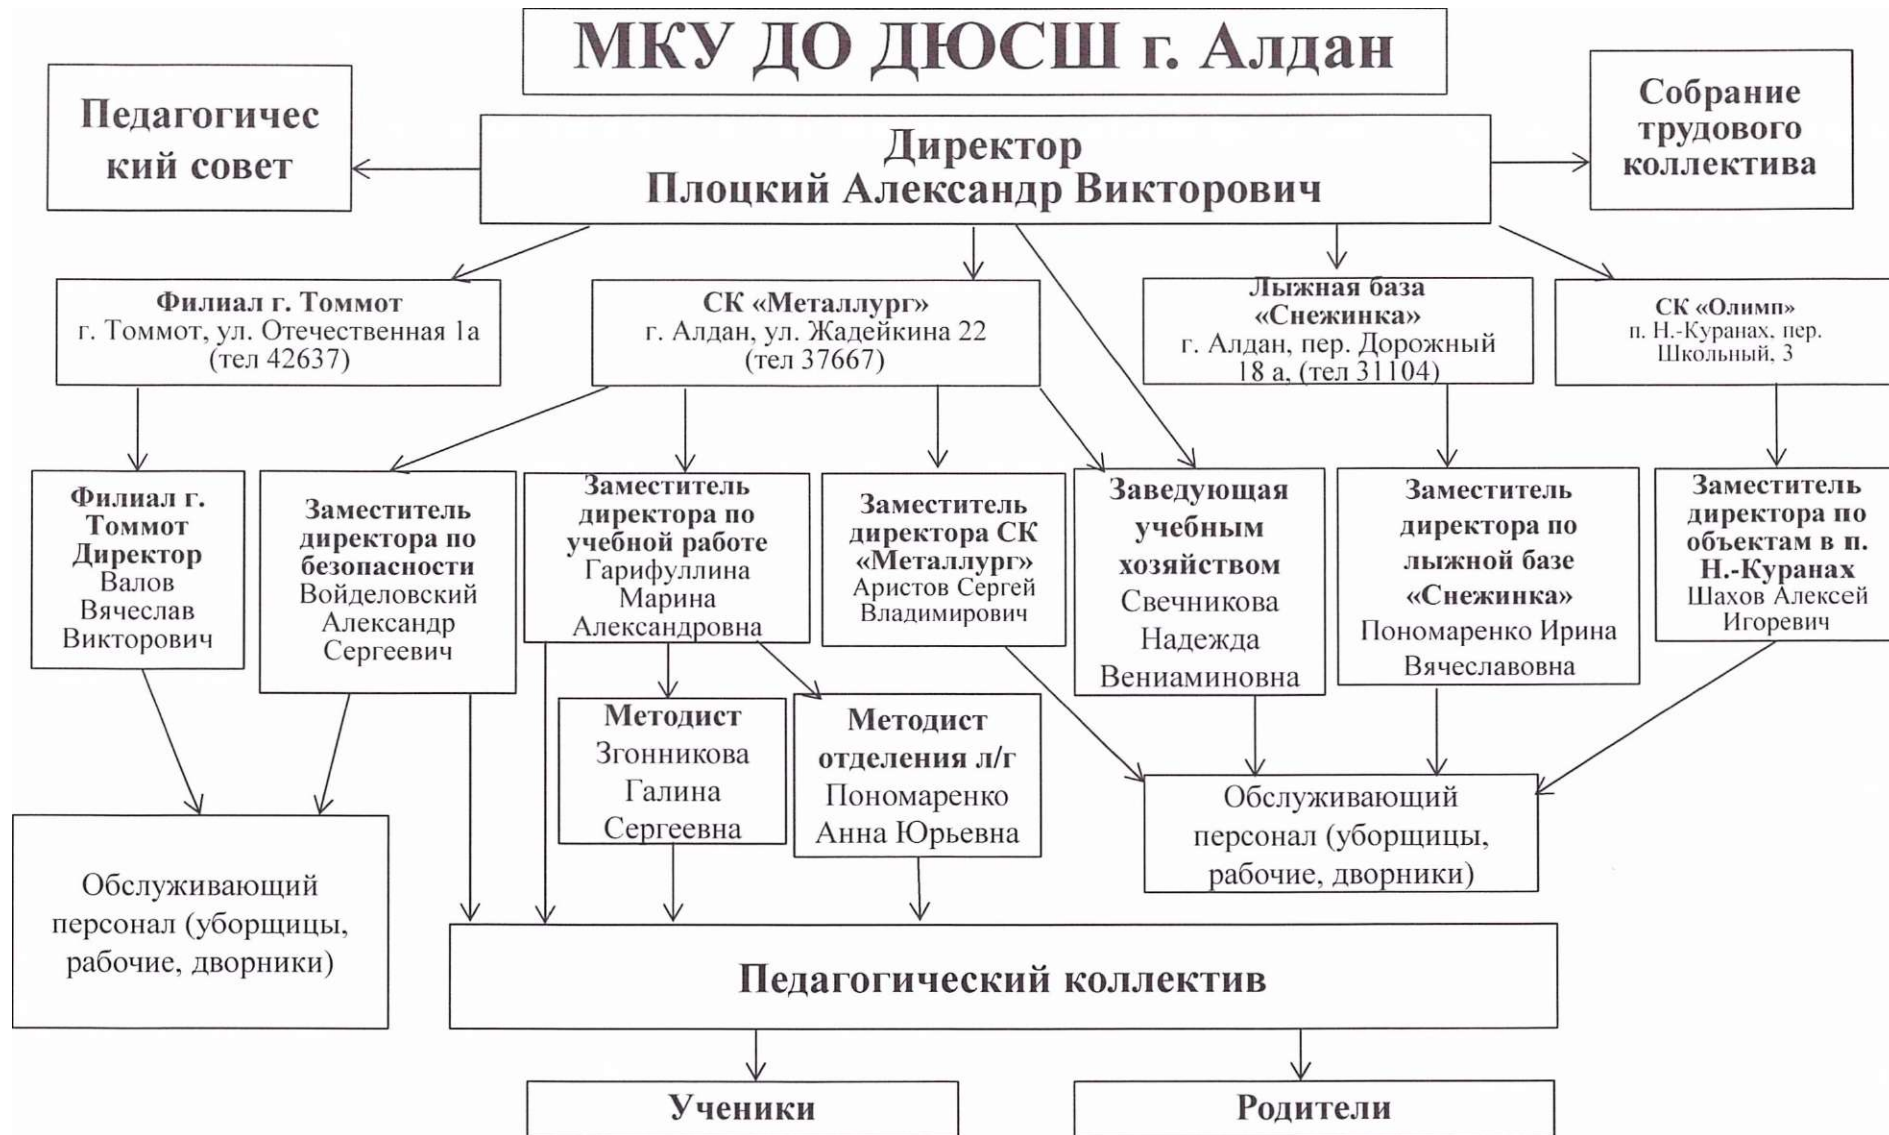 МКУ ДО ДЮСШ г. Алдан
Педагогичес
кий совет
Директор
Плоцкий Александр Викторович
Собрание
трудового
коллектива
Филиал г. Томмот
г. Томмот, ул. Отечественная 1а
(тел 42637)
СК «Металлург»
г. Алдан, ул. Жадейкина 22
(тел 37667)
Лыжная база
«Снежинка»
г. Алдан, пер. Дорожный
18 а, (тел 31104)
СК «Олимп»
п. Н.-Куранах, пер.
Школьный, 3
Филиал г.
Томмот
Директор
Валов
Вячеслав
Викторович
Заместитель
директора по
безопасности
Войделовский
Александр
Сергеевич
Заместитель
директора по
учебной работе
Гарифуллина
Марина
Александровна
Заместитель
директора СК
«Металлург»
Аристов Сергей
Владимирович
Заведующая
учебным
хозяйством
Свечникова
Надежда
Вениаминовна
Заместитель
директора по
лыжной базе
«Снежинка»
Пономаренко Ирина
Вячеславовна
Заместитель
директора по
объектам в п.
Н.-Куранах
Шахов Алексей
Игоревич
Методист
Згонникова
Галина
Сергеевна
Методист
отделения л/г
Пономаренко
Анна Юрьевна
Обслуживающий
персонал (уборщицы,
рабочие, дворники)
Обслуживающий
персонал (уборщицы,
рабочие, дворники)
Педагогический коллектив
Ученики
Родители